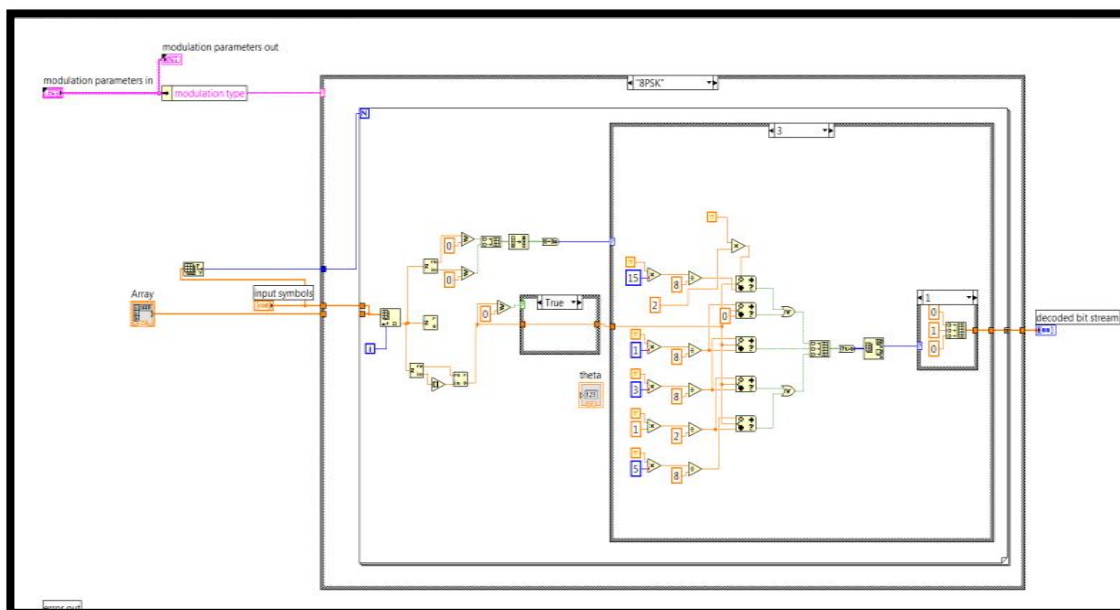 modulation parameters out
modulation parameters in
modulation type
"8PSK"
3
0
0
15
8
2
Array
input symbols
0
True
0
1
0
1
0
decoded bit stream
i
1
8
theta
3
8
1
2
5
8
error out